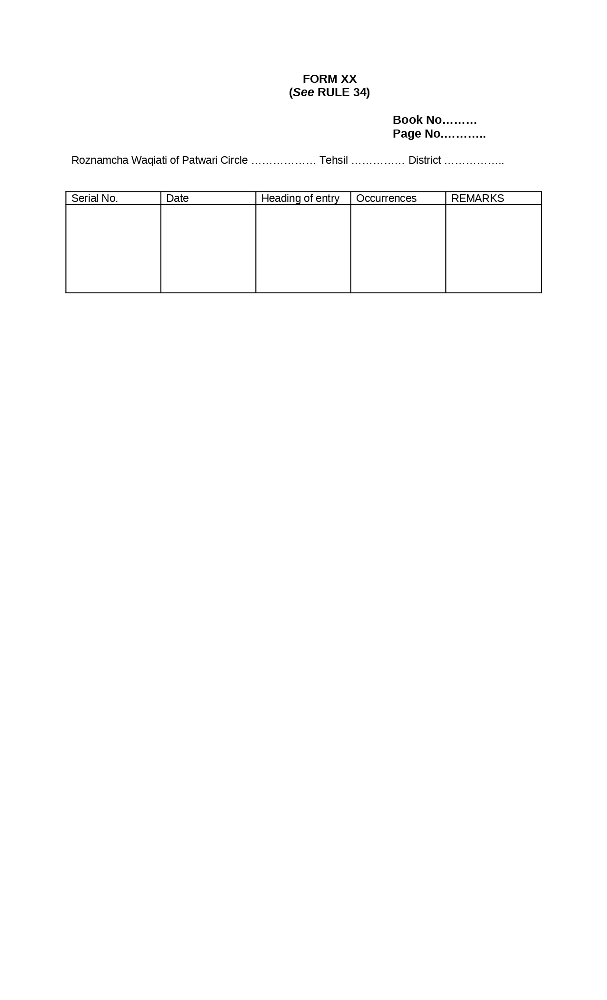 FORM XX
(See RULE 34)
Book No………
Page No.………..
Roznamcha Waqiati of Patwari Circle ……………… Tehsil …………… District ……………..
Serial No. Date Heading of entry Occurrences REMARKS